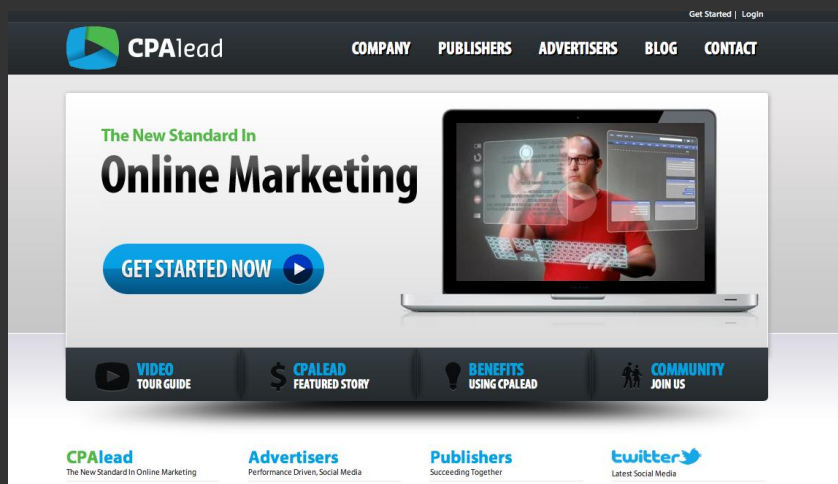 Get Started | Login
CPAlead
COMPANY PUBLISHERS ADVERTISERS BLOG CONTACT
The New Standard In
Online Marketing
GET STARTED NOW
VIDEO
TOUR GUIDE
CPALEAD
FEATURED STORY
BENEFITS
USING CPALEAD
COMMUNITY
JOIN US
CPAlead
The New Standard In Online Marketing
Advertisers
Performance Driven, Social Media
Publishers
Succeeding Together
twitter
Latest Social Media